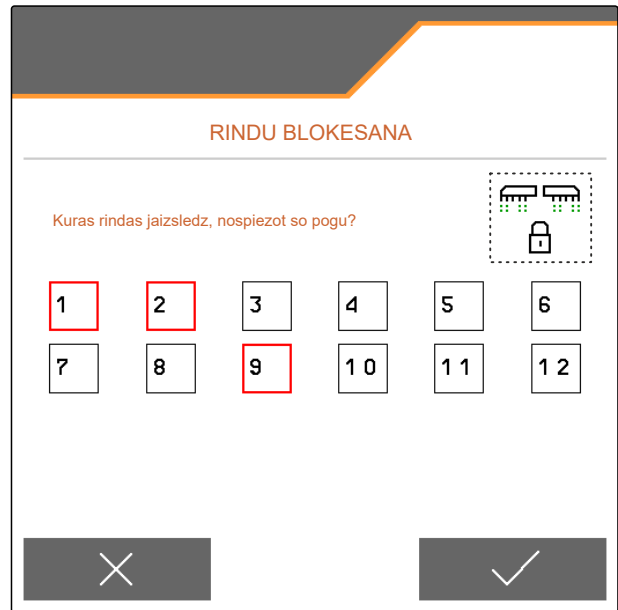 RINDU BLOKESANA
Kuras rindas jaizsledz, nospiezot so pogu?
1 2 3 4 5 6
7 8 9 10 11 12